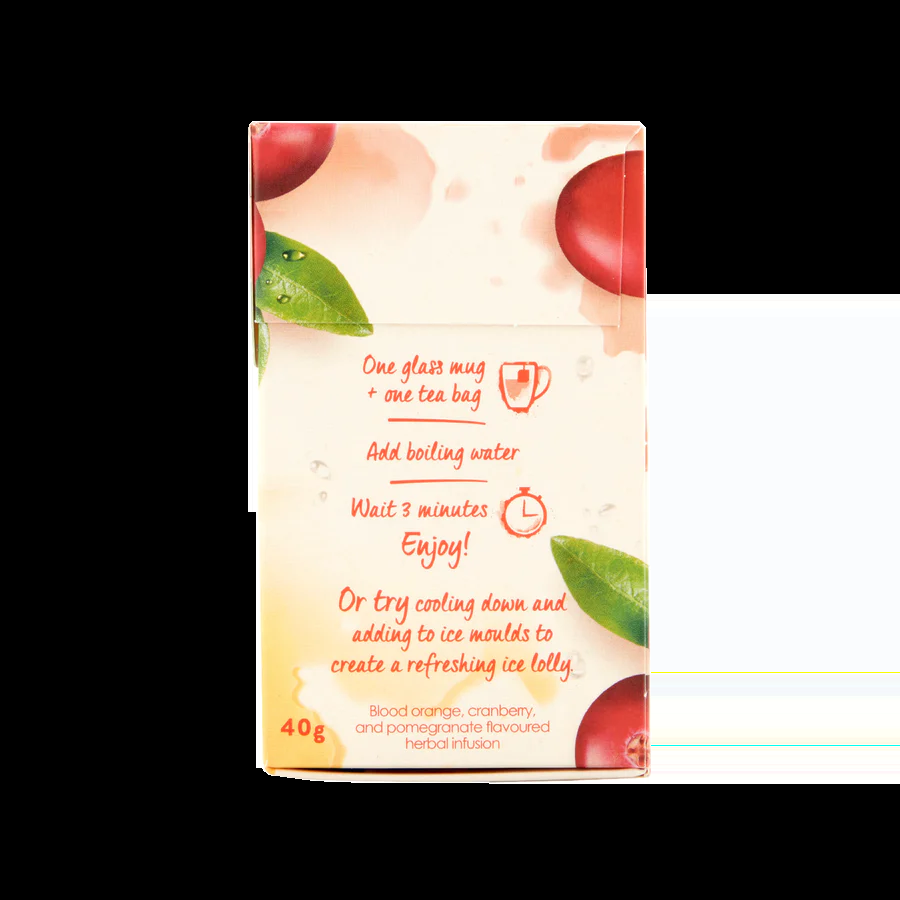 One glass mug
+ one tea bag
Add boiling water
Wait 3 minutes
Enjoy!
Or try cooling down and
adding to ice moulds to
create a refreshing ice lolly.
Blood orange, cranberry,
and pomegranate flavoured
herbal infusion
40g